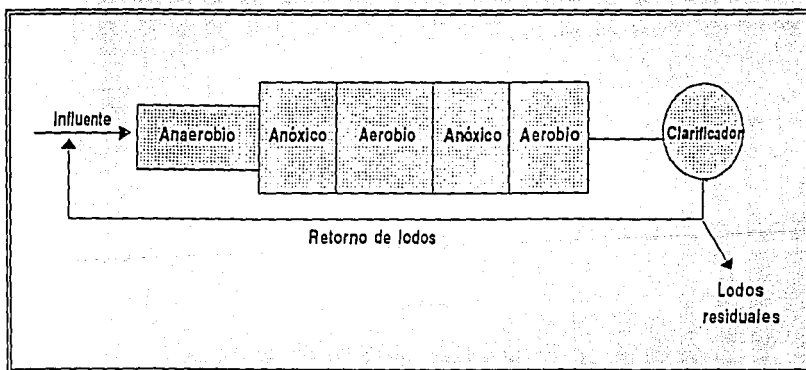 Influente
Anaerobio
Anóxico
Aerobio
Anóxico
Aerobio
Clarificador
Retorno de lodos
Lodos
residuales